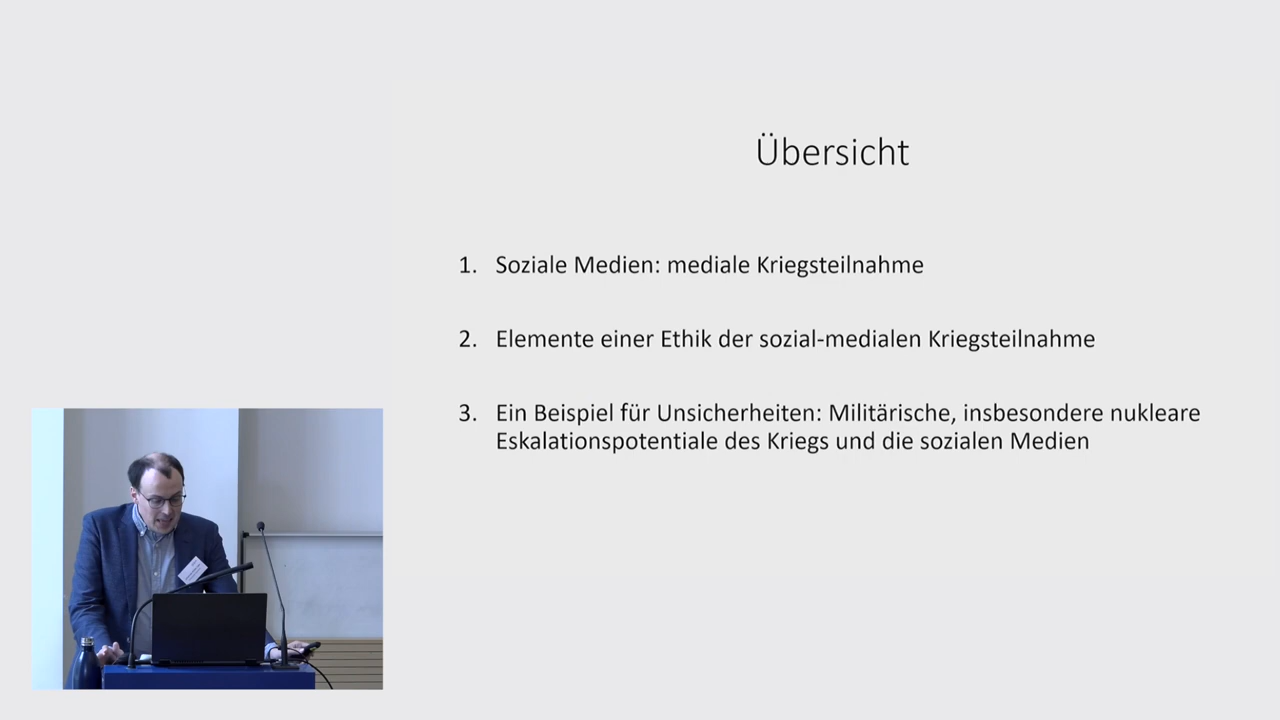 Übersicht
1. Soziale Medien: mediale Kriegsteilnahme
2. Elemente einer Ethik der sozial-medialen Kriegsteilnahme
3. Ein Beispiel für Unsicherheiten: Militärische, insbesondere nukleare
Eskalationspotentiale des Kriegs und die sozialen Medien